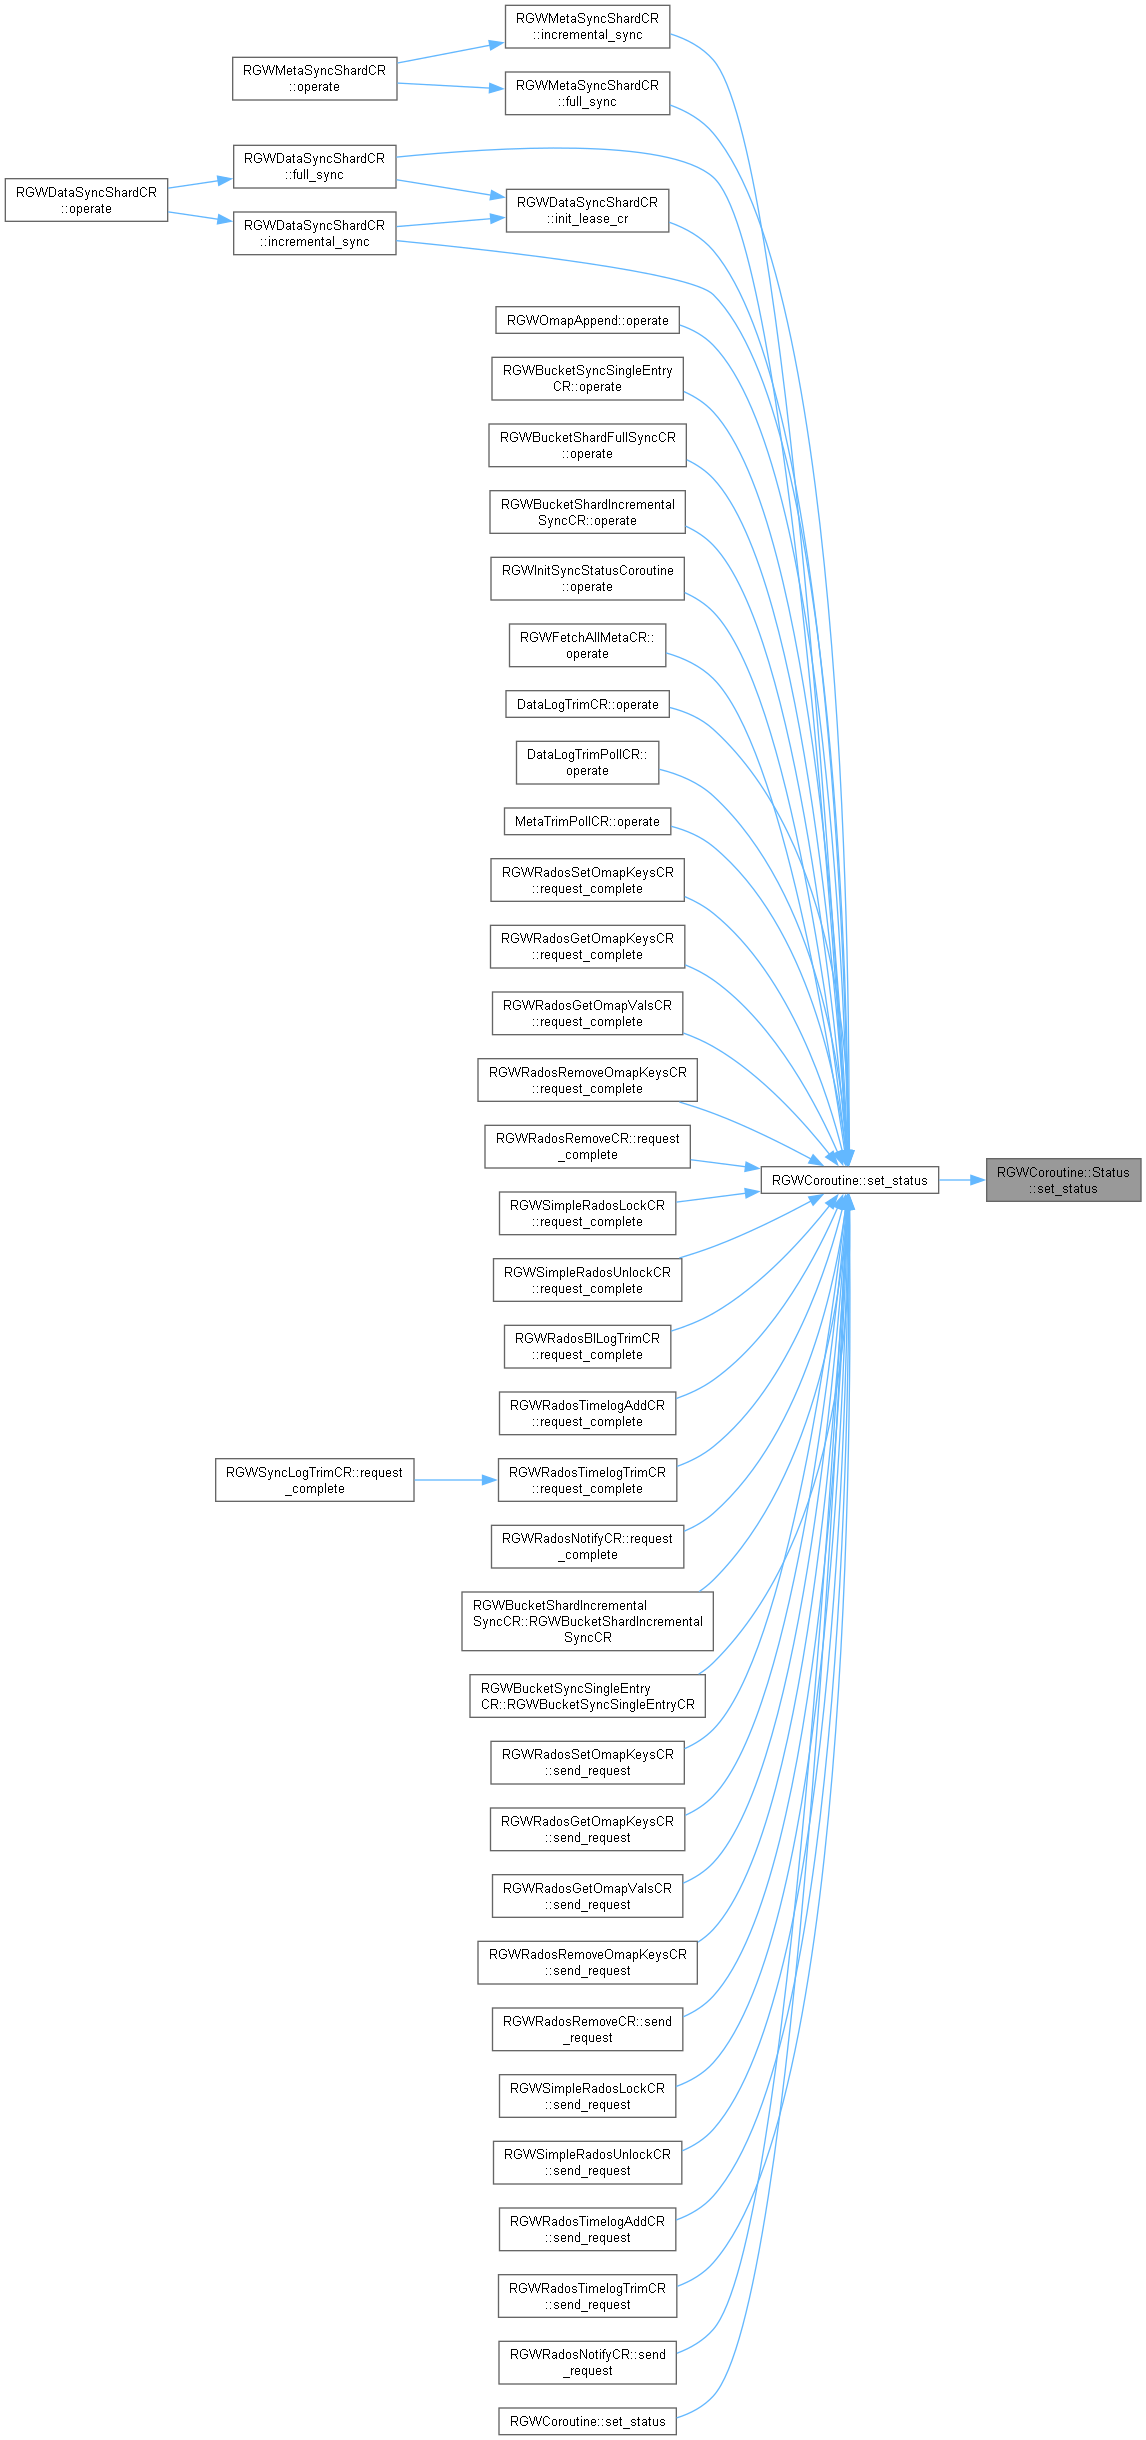 RGWMetaSyncShardCR
::incremental_sync
RGWMetaSyncShardCR
::operate
RGWMetaSyncShardCR
::full_sync
RGWDataSyncShardCR
::full_sync
RGWDataSyncShardCR
::operate
RGWDataSyncShardCR
::init_lease_cr
RGWDataSyncShardCR
::incremental_sync
RGWOmapAppend::operate
RGWBucketSyncSingleEntry
CR::operate
RGWBucketShardFullSyncCR
::operate
RGWBucketShardIncremental
SyncCR::operate
RGWInitSyncStatusCoroutine
::operate
RGWFetchAllMetaCR::
operate
DataLogTrimCR::operate
DataLogTrimPollCR::
operate
MetaTrimPollCR::operate
RGWRadosSetOmapKeysCR
::request_complete
RGWRadosGetOmapKeysCR
::request_complete
RGWRadosGetOmapValsCR
::request_complete
RGWRadosRemoveOmapKeysCR
::request_complete
RGWRadosRemoveCR::request
_complete
RGWCoroutine::set_status
RGWCoroutine::Status
::set_status
RGWSimpleRadosLockCR
::request_complete
RGWSimpleRadosUnlockCR
::request_complete
RGWRadosBILogTrimCR
::request_complete
RGWRadosTimelogAddCR
::request_complete
RGWSyncLogTrimCR::request
_complete
RGWRadosTimelogTrimCR
::request_complete
RGWRadosNotifyCR::request
_complete
RGWBucketShardIncremental
SyncCR::RGWBucketShardIncremental
SyncCR
RGWBucketSyncSingleEntry
CR::RGWBucketSyncSingleEntryCR
RGWRadosSetOmapKeysCR
::send_request
RGWRadosGetOmapKeysCR
::send_request
RGWRadosGetOmapValsCR
::send_request
RGWRadosRemoveOmapKeysCR
::send_request
RGWRadosRemoveCR::send
_request
RGWSimpleRadosLockCR
::send_request
RGWSimpleRadosUnlockCR
::send_request
RGWRadosTimelogAddCR
::send_request
RGWRadosTimelogTrimCR
::send_request
RGWRadosNotifyCR::send
_request
RGWCoroutine::set_status